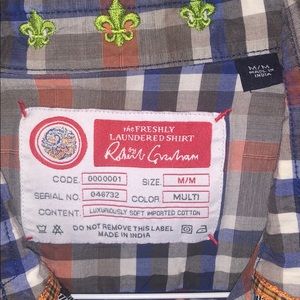 M/M
MADE IN
INDIA
the FRESHLY
LAUNDERED SHIRT
Robert Graham
CODE. 0000001 SIZE. M/M
SERIAL NO. 046732 COLOR MULTI
CONTENT. LUXURIOUSLY SOFT IMPORTED COTTON
DO NOT REMOVE THIS LABEL
MADE IN INDIA